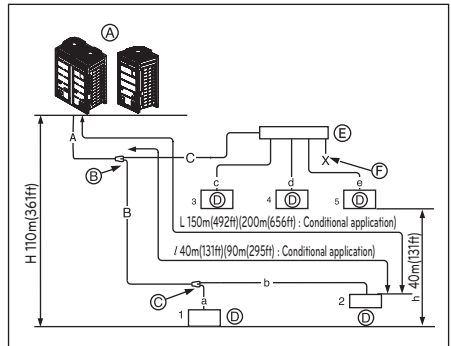 Ⓐ
A
Ⓔ
Ⓑ
C
X
Ⓕ
c
d
e
3 Ⓓ
4 Ⓓ
5 Ⓓ
B
L 150m(492ft)(200m(656ft) : Conditional application)
l 40m(131ft)(90m(295ft) : Conditional application)
H 110m(361ft)
h 40m(131ft)
b
Ⓒ
a
2
1 Ⓓ
Ⓓ